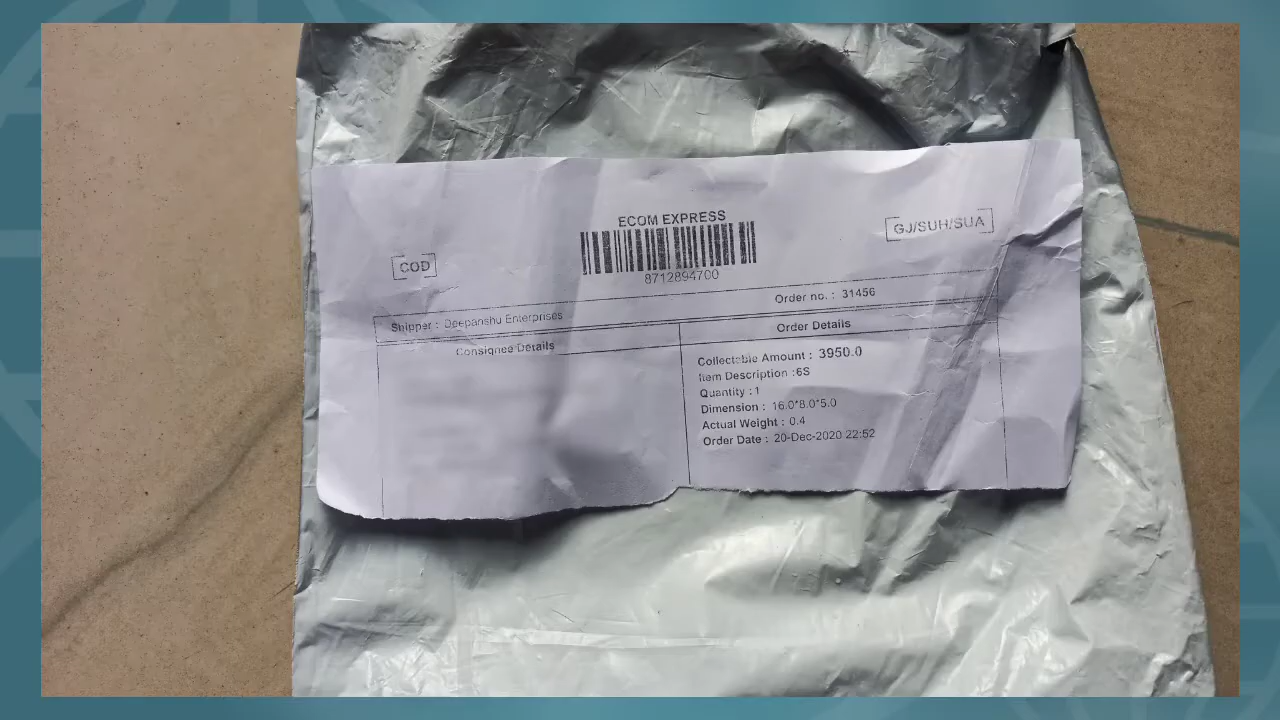 ECOM EXPRESS
GJ/SUH/SUA
COD
8712894700
Order no. : 31456
Shipper : Deepanshu Enterprises
Consignee Details
Order Details
Collectable Amount : 3950.0
Item Description :6S
Quantity : 1
Dimension : 16.0*8.0*5.0
Actual Weight : 0.4
Order Date : 20-Dec-2020 22:52